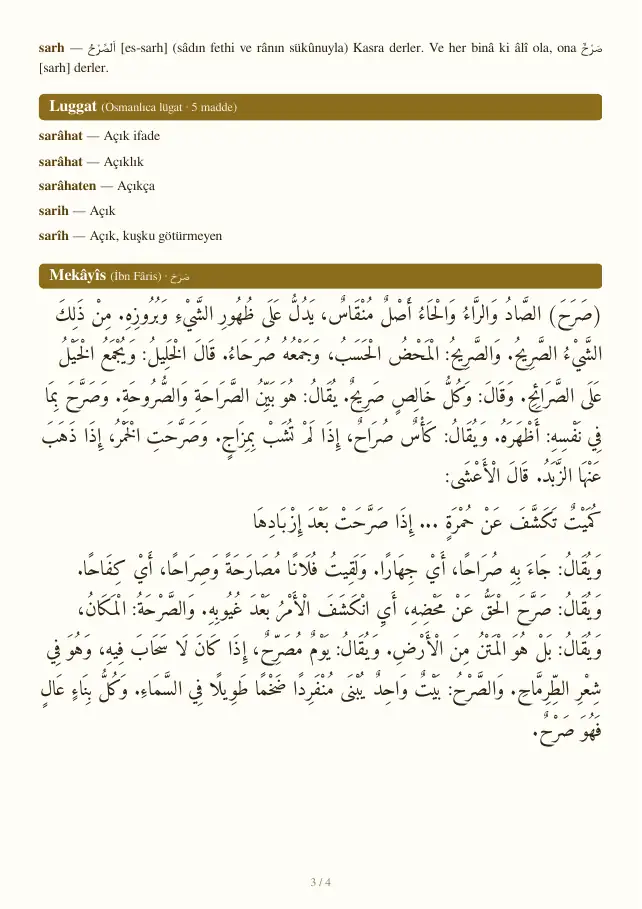 sarh — اَلصَّرْحُ [es-sarh] (sâdın fethi ve rânın sükûnuyla) Kasra derler. Ve her binâ ki âlî ola, ona صَرْحٌ
[sarh] derler.
Luggat (Osmanlıca lügat · 5 madde)
sarâhat — Açık ifade
sarâhat — Açıklık
sarâhaten — Açıkça
sarih — Açık
sarîh — Açık, kuşku götürmeyen
Mekâyîs (İbn Fâris) · صَرَحَ
(صَرَحَ) الصَّادُ وَالرَّاءُ وَالْحَاءُ أَصْلٌ مُنْقَاسٌ، يَدُلُّ عَلَى ظُهُورِ الشَّيْءِ وَبُرُوزِهِ. مِنْ ذَلِكَ
الشَّيْءُ الصَّرِيحُ. وَالصَّرِيحُ: الْمَحْضُ الْحَسَبُ، وَجَمْعُهُ صُرَحَاءُ. قَالَ الْخَلِيلُ: وَيُجْمَعُ الْخَيْلُ
عَلَى الصَّرَائِحِ. وَقَالَ: وَكُلُّ خَالِصٍ صَرِيحٌ. يُقَالُ: هُوَ بَيِّنُ الصَّرَاحَةِ وَالصُّرُوحَةِ. وَصَرَّحَ بِمَا
فِي نَفْسِهِ: أَظْهَرَهُ. وَيُقَالُ: كَأْسٌ صُرَاحٌ، إِذَا لَمْ تُشَبْ بِمِزَاجٍ. وَصَرَّحَتِ الْخَمْرُ، إِذَا ذَهَبَ
عَنْهَا الزَّبَدُ. قَالَ الْأَعْشَى:
كُمَيْتٌ تَكَشَّفَ عَنْ حُمْرَةٍ ... إِذَا صَرَّحَتْ بَعْدَ إِزْبَادِهَا
وَيُقَالُ: جَاءَ بِهِ صُرَاحًا، أَيْ جِهَارًا. وَلَقِيتُ فُلَانًا مُصَارَحَةً وَصِرَاحًا، أَيْ كِفَاحًا.
وَيُقَالُ: صَرَّحَ الْحَقُّ عَنْ مَحْضِهِ، أَيِ انْكَشَفَ الْأَمْرُ بَعْدَ غُيُوبِهِ. وَالصَّرْحَةُ: الْمَكَانُ،
وَيُقَالُ: بَلْ هُوَ الْمَتْنُ مِنَ الْأَرْضِ. وَيُقَالُ: يَوْمٌ مُصَرِّحٌ، إِذَا كَانَ لَا سَحَابَ فِيهِ، وَهُوَ فِي
شِعْرِ الطِّرِمَّاحِ. وَالصَّرْحُ: بَيْتٌ وَاحِدٌ يُبْنَى مُنْفَرِدًا ضَخْمًا طَوِيلًا فِي السَّمَاءِ. وَكُلُّ بِنَاءٍ عَالٍ
فَهُوَ صَرْحٌ.
3 / 4